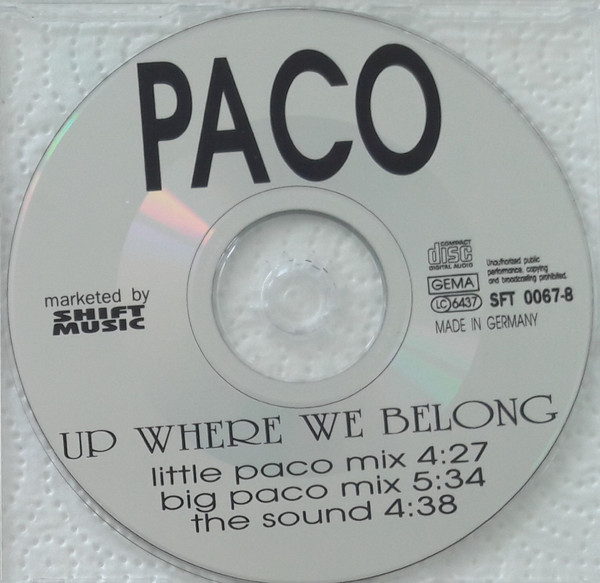 PACO
COMPACT
disc
DIGITAL AUDIO
Unauthorized public
performance, copying
and broadcasting prohibited.
GEMA
LC 6437
SFT 0067-8
MADE IN GERMANY
marketed by
SHIFT
MUSIC
UP WHERE WE BELONG
little paco mix 4:27
big paco mix 5:34
the sound 4:38